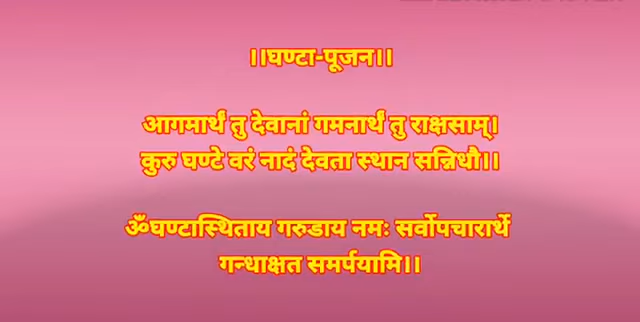 ।।घण्टा-पूजन।।
आगमार्थं तु देवानां गमनार्थं तु राक्षसाम्।
कुरु घण्टे वरं नादं देवता स्थान सन्निधौ।।
ॐघण्टास्थिताय गरुडाय नमः सर्वोपचारार्थे
गन्धाक्षत समर्पयामि।।